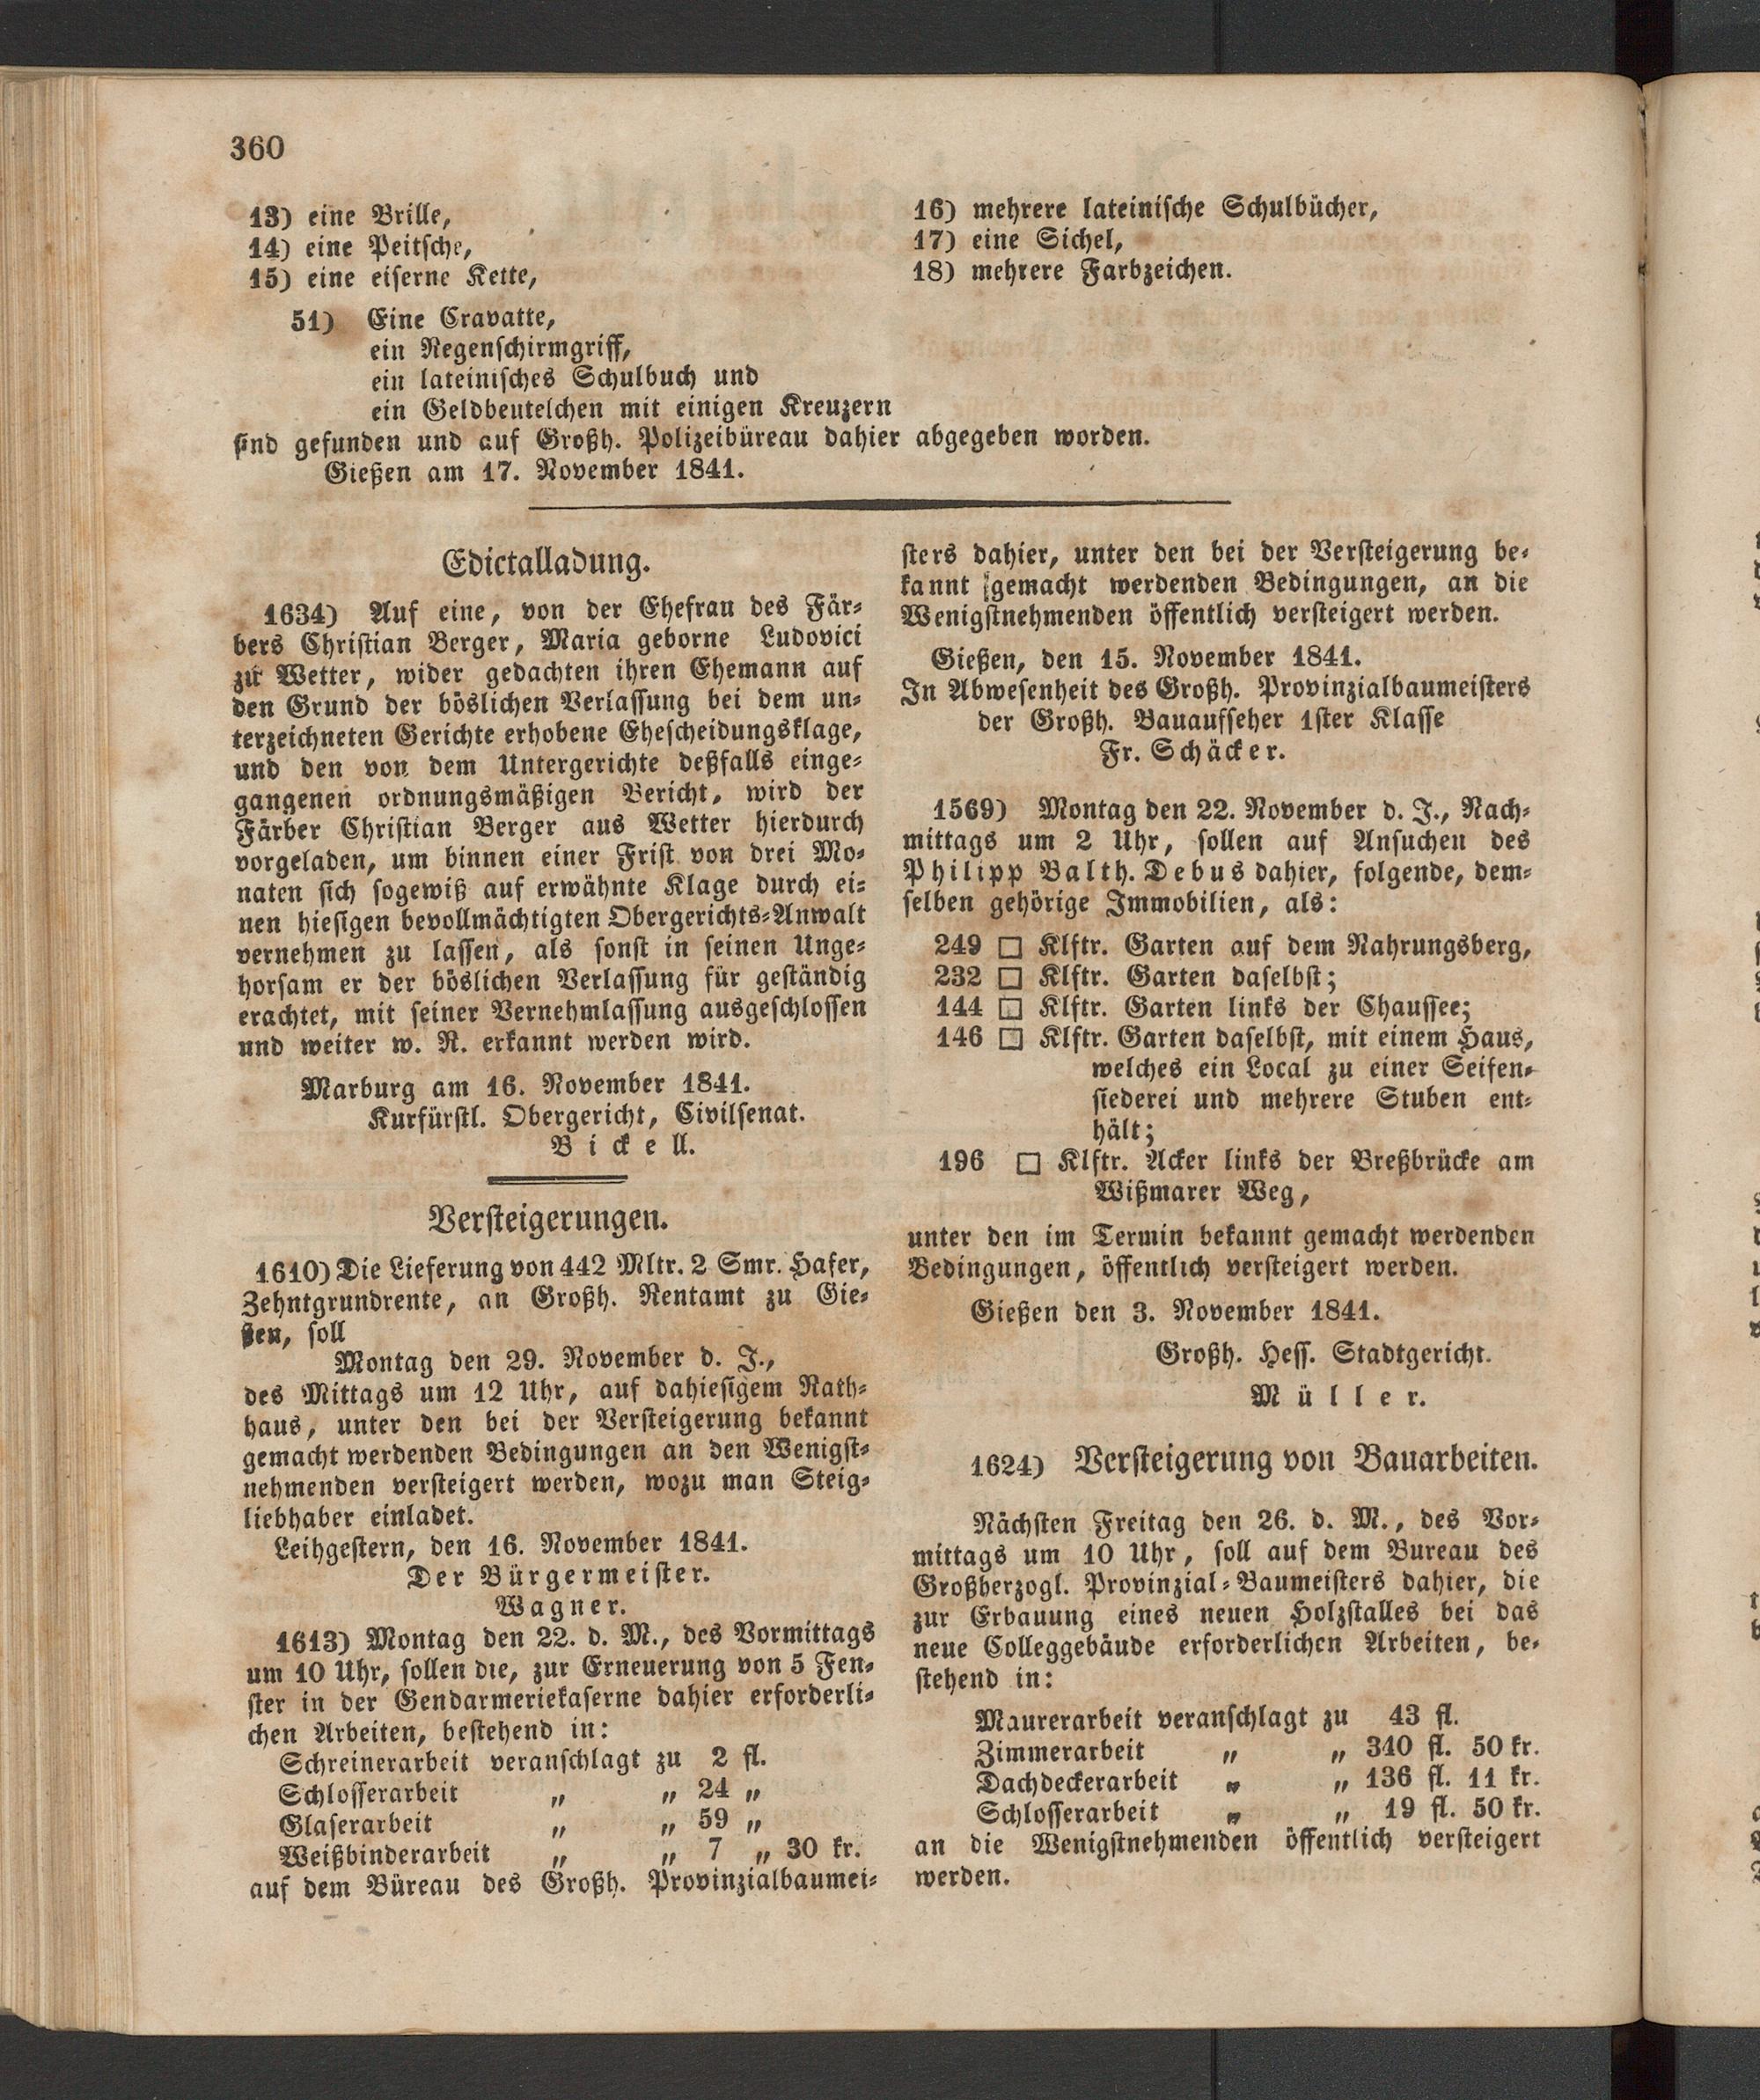 360
13) eine Brille,
14) eine Peitsche,
15) eine eiserne Kette,
16) mehrere lateinische Schulbücher,
17) eine Sichel,
18) mehrere Farbzeichen.
51) Eine Cravatte,
ein Regenschirmgriff,
ein lateinisches Schulbuch und
ein Geldbeutelchen mit einigen Kreuzern
sind gefunden und auf Großh. Polizeibüreau dahier abgegeben worden.
Gießen am 17. November 1841.
Edictalladung.
1634) Auf eine, von der Ehefrau des Fär-
bers Christian Berger, Maria geborne Ludovici
zu Wetter, wider gedachten ihren Ehemann auf
den Grund der böslichen Verlassung bei dem un-
terzeichneten Gerichte erhobene Ehescheidungsklage,
und den von dem Untergerichte deßfalls einge-
gangenen ordnungsmäßigen Bericht, wird der
Färber Christian Berger aus Wetter hierdurch
vorgeladen, um binnen einer Frist von drei Mo-
naten sich sogewiß auf erwähnte Klage durch ei-
nen hiesigen bevollmächtigten Obergerichts-Anwalt
vernehmen zu lassen, als sonst in seinen Unge-
horsam er der böslichen Verlassung für geständig
erachtet, mit seiner Vernehmlassung ausgeschlossen
und weiter w. R. erkannt werden wird.
Marburg am 16. November 1841.
Kurfürstl. Obergericht, Civilsenat.
Bickell.
Versteigerungen.
1610) Die Lieferung von 442 Mltr. 2 Smr. Hafer,
Zehntgrundrente, an Großh. Rentamt zu Gie-
ßen, soll
Montag den 29. November d. J.,
des Mittags um 12 Uhr, auf dahiesigem Rath-
haus, unter den bei der Versteigerung bekannt
gemacht werdenden Bedingungen an den Wenigst-
nehmenden versteigert werden, wozu man Steig-
liebhaber einladet.
Leihgestern, den 16. November 1841.
Der Bürgermeister.
Wagner.
1613) Montag den 22. d. M., des Vormittags
um 10 Uhr, sollen die, zur Erneuerung von 5 Fen-
ster in der Gendarmeriekaserne dahier erforderli-
chen Arbeiten, bestehend in:
Schreinerarbeit veranschlagt zu 2 fl.
Schlosserarbeit „ „ 24 „
Glaserarbeit „ „ 59 „
Weißbinderarbeit „ „ 7 „ 30 kr.
auf dem Büreau des Großh. Provinzialbaumei-
sters dahier, unter den bei der Versteigerung be-
kannt gemacht werdenden Bedingungen, an die
Wenigstnehmenden öffentlich versteigert werden.
Gießen, den 15. November 1841.
In Abwesenheit des Großh. Provinzialbaumeisters
der Großh. Bauaufseher 1ster Klasse
Fr. Schäcker.
1569) Montag den 22. November d. J., Nach-
mittags um 2 Uhr, sollen auf Ansuchen des
Philipp Balth. Debus dahier, folgende, dem-
selben gehörige Immobilien, als:
249 □ Klftr. Garten auf dem Nahrungsberg,
232 □ Klftr. Garten daselbst;
144 □ Klftr. Garten links der Chaussee;
146 □ Klftr. Garten daselbst, mit einem Haus,
welches ein Local zu einer Seifen-
siederei und mehrere Stuben ent-
hält;
196 □ Klftr. Acker links der Breßbrücke am
Wißmarer Weg,
unter den im Termin bekannt gemacht werdenden
Bedingungen, öffentlich versteigert werden.
Gießen den 3. November 1841.
Großh. Hess. Stadtgericht.
Müller.
1624) Versteigerung von Bauarbeiten.
Nächsten Freitag den 26. d. M., des Vor-
mittags um 10 Uhr, soll auf dem Bureau des
Großherzogl. Provinzial-Baumeisters dahier, die
zur Erbauung eines neuen Holzstalles bei das
neue Colleggebäude erforderlichen Arbeiten, be-
stehend in:
Maurerarbeit veranschlagt zu 43 fl.
Zimmerarbeit „ „ 340 fl. 50 kr.
Dachdeckerarbeit „ „ 136 fl. 11 kr.
Schlosserarbeit „ „ 19 fl. 50 kr.
an die Wenigstnehmenden öffentlich versteigert
werden.